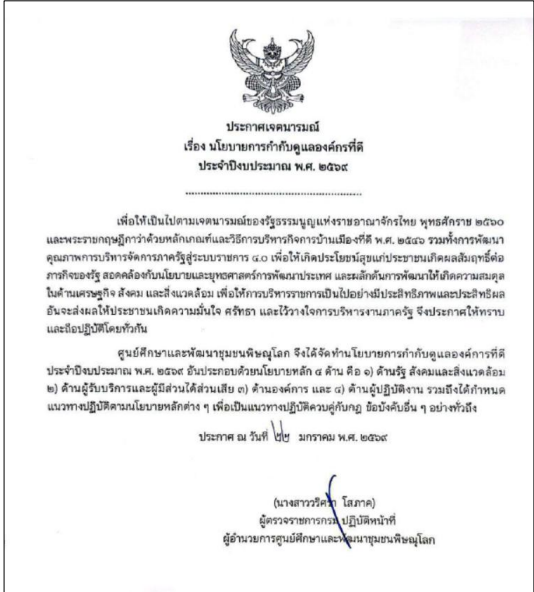 ประกาศเจตนารมณ์
เรื่อง นโยบายการกำกับดูแลองค์กรที่ดี
ประจำปีงบประมาณ พ.ศ. ๒๕๖๙
เพื่อให้เป็นไปตามเจตนารมณ์ของรัฐธรรมนูญแห่งราชอาณาจักรไทย พุทธศักราช ๒๕๖๐
และพระราชกฤษฎีกาว่าด้วยหลักเกณฑ์และวิธีการบริหารกิจการบ้านเมืองที่ดี พ.ศ. ๒๕๔๖ รวมทั้งการพัฒนา
คุณภาพการบริหารจัดการภาครัฐสู่ระบบราชการ ๔.๐ เพื่อให้เกิดประโยชน์สุขแก่ประชาชนเกิดผลสัมฤทธิ์ต่อ
ภารกิจของรัฐ สอดคล้องกับนโยบายและยุทธศาสตร์การพัฒนาประเทศ และผลักดันการพัฒนาให้เกิดความสมดุล
ในด้านเศรษฐกิจ สังคม และสิ่งแวดล้อม เพื่อให้การบริหารราชการเป็นไปอย่างมีประสิทธิภาพและประสิทธิผล
อันจะส่งผลให้ประชาชนเกิดความมั่นใจ ศรัทธา และไว้วางใจการบริหารงานภาครัฐ จึงประกาศให้ทราบ
และถือปฏิบัติโดยทั่วกัน
ศูนย์ศึกษาและพัฒนาชุมชนพิษณุโลก จึงได้จัดทำนโยบายการกำกับดูแลองค์การที่ดี
ประจำปีงบประมาณ พ.ศ. ๒๕๖๙ อันประกอบด้วยนโยบายหลัก ๔ ด้าน คือ ๑) ด้านรัฐ สังคมและสิ่งแวดล้อม
๒) ด้านผู้รับบริการและผู้มีส่วนได้ส่วนเสีย ๓) ด้านองค์การ และ ๔) ด้านผู้ปฏิบัติงาน รวมถึงได้กำหนด
แนวทางปฏิบัติตามนโยบายหลักต่าง ๆ เพื่อเป็นแนวทางปฏิบัติควบคู่กับกฎ ข้อบังคับอื่น ๆ อย่างทั่วถึง
ประกาศ ณ วันที่ ๒๒ มกราคม พ.ศ. ๒๕๖๙
(นางสาววริศรา โสภาค)
ผู้ตรวจราชการกรม ปฏิบัติหน้าที่
ผู้อำนวยการศูนย์ศึกษาและพัฒนาชุมชนพิษณุโลก